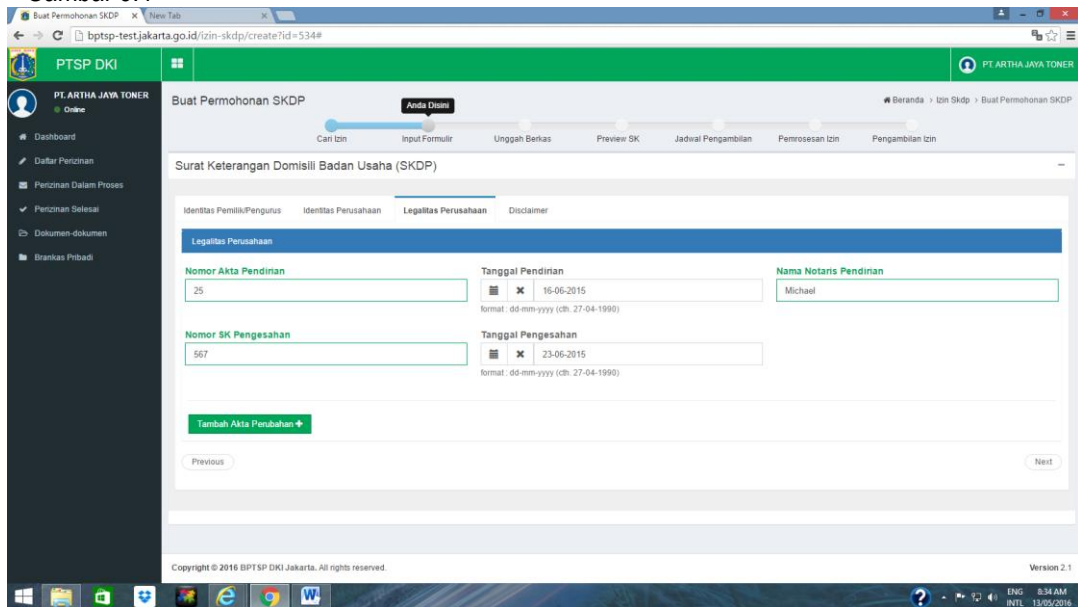 Buat Permohonan SKDP
New Tab
bptsp-test.jakarta.go.id/izin-skdp/create?id=534#
PTSP DKI
PT. ARTHA JAYA TONER
PT. ARTHA JAYA TONER
Online
Dashboard
Daftar Perizinan
Perizinan Dalam Proses
Perizinan Selesai
Dokumen-dokumen
Brankas Pribadi
Buat Permohonan SKDP
Anda Disini
Beranda > Izin Skdp > Buat Permohonan SKDP
Cari Izin Input Formulir Unggah Berkas Preview SK Jadwal Pengambilan Pemrosesan Izin Pengambilan Izin
Surat Keterangan Domisili Badan Usaha (SKDP)
Identitas Pemilik/Pengurus Identitas Perusahaan Legalitas Perusahaan Disclaimer
Legalitas Perusahaan
Nomor Akta Pendirian Tanggal Pendirian Nama Notaris Pendirian
25 16-06-2015 Michael
format : dd-mm-yyyy (cth. 27-04-1990)
Nomor SK Pengesahan Tanggal Pengesahan
567 23-06-2015
format : dd-mm-yyyy (cth. 27-04-1990)
Tambah Akta Perubahan +
Previous Next
Copyright © 2016 BPTSP DKI Jakarta. All rights reserved. Version 2.1
ENG 8:34 AM
INTL 13/05/2016